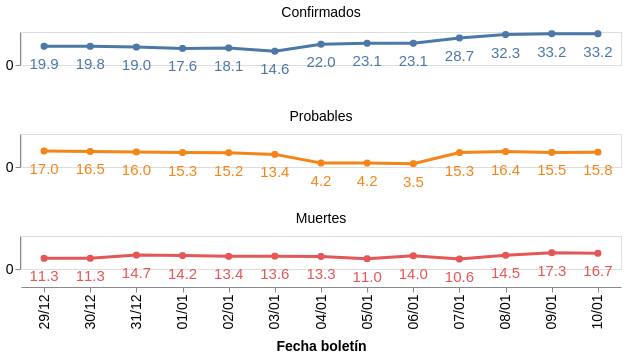 Confirmados
0
19.9 19.8 19.0 17.6 18.1 14.6 22.0 23.1 23.1 28.7 32.3 33.2 33.2
Probables
0
17.0 16.5 16.0 15.3 15.2 13.4 4.2 4.2 3.5 15.3 16.4 15.5 15.8
Muertes
0
11.3 11.3 14.7 14.2 13.4 13.6 13.3 11.0 14.0 10.6 14.5 17.3 16.7
29/12 30/12 31/12 01/01 02/01 03/01 04/01 05/01 06/01 07/01 08/01 09/01 10/01
Fecha boletín